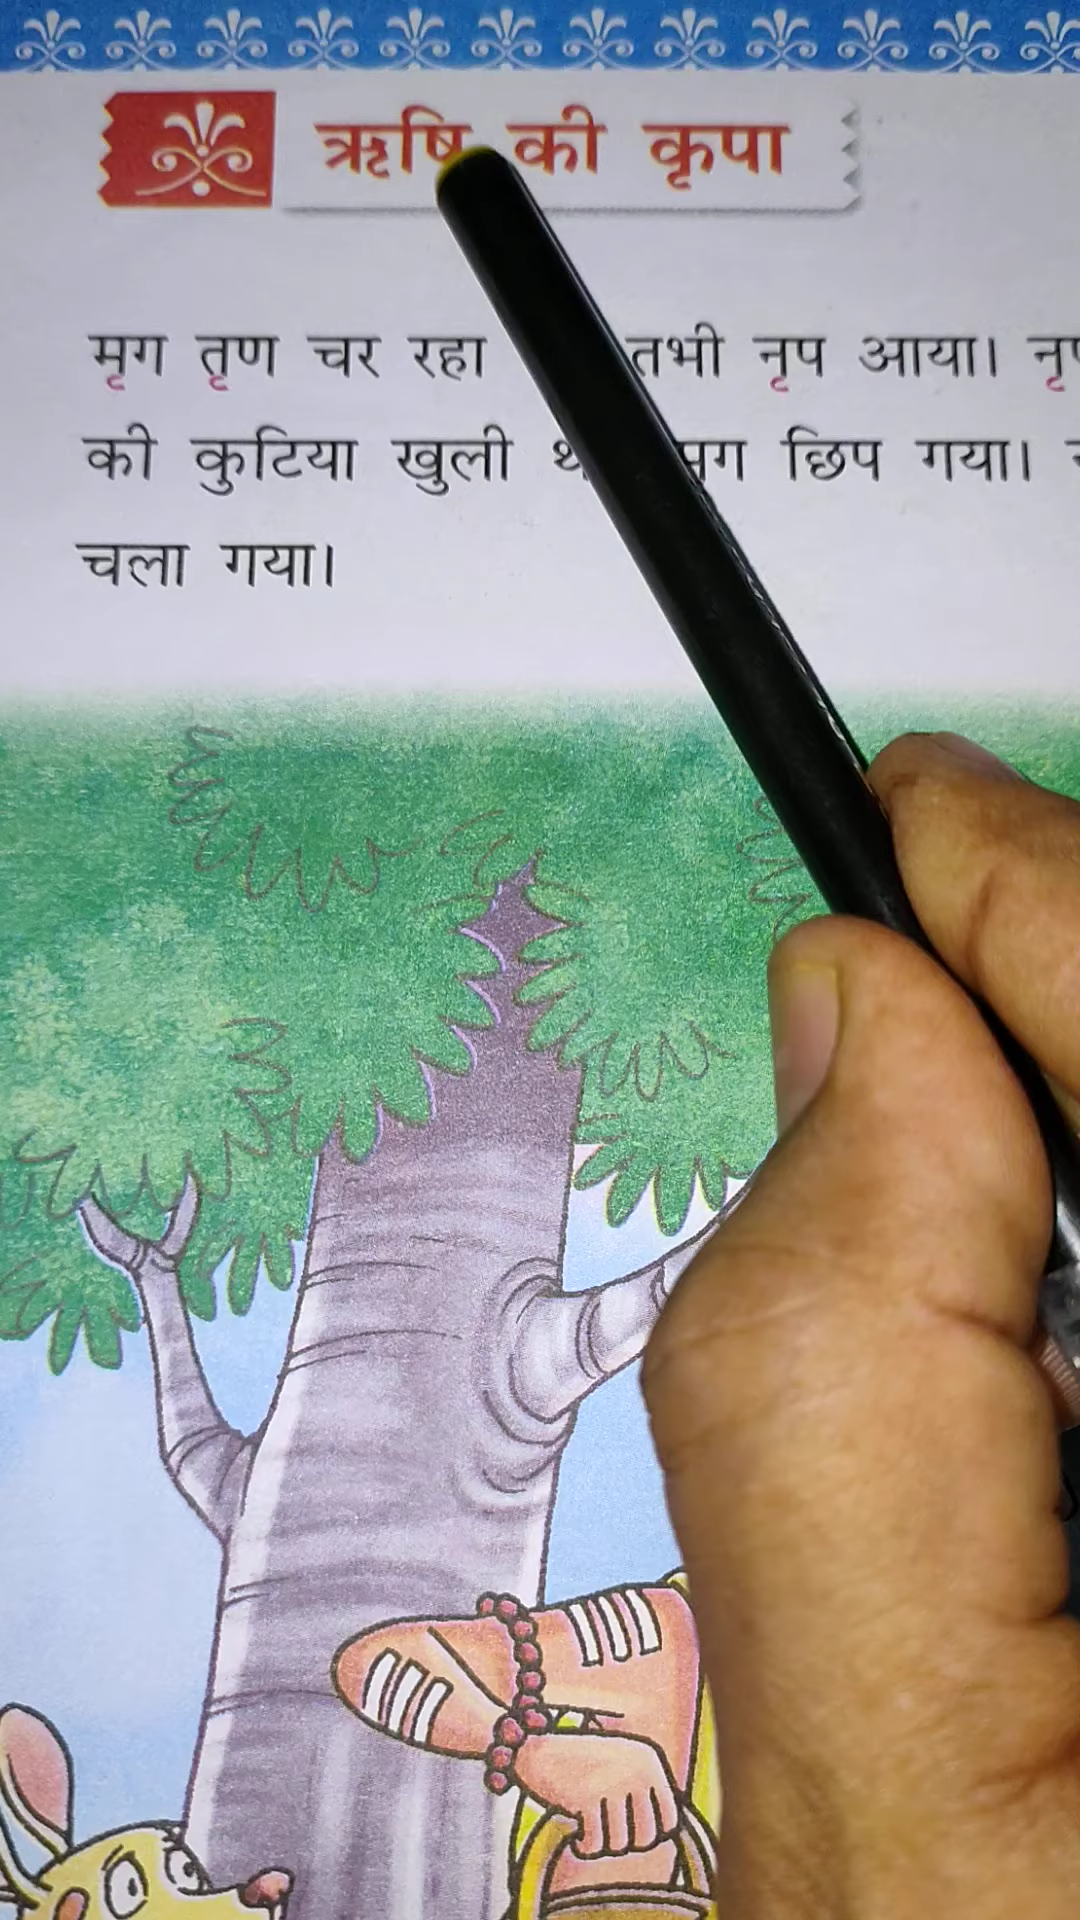 ऋषि की कृपा
मृग तृण चर रहा तभी नृप आया।
की कुटिया खुली मृग छिप गया।
चला गया।